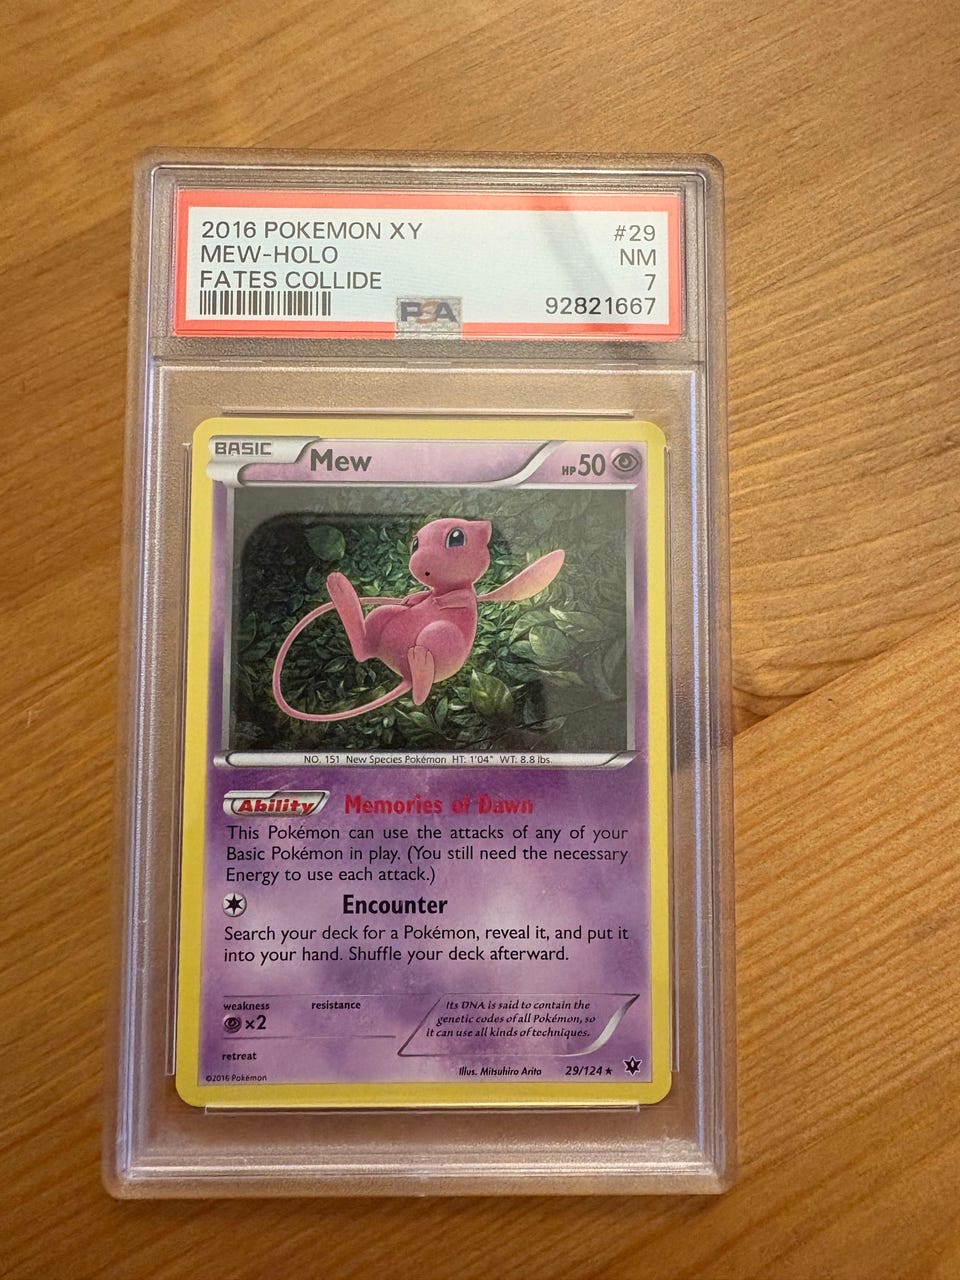 2016 POKEMON XY #29
MEW-HOLO NM
FATES COLLIDE 7
92821667
PSA
BASIC Mew HP50
NO. 151 New Species Pokémon HT: 1'04" WT: 8.8 lbs.
Ability Memories of Dawn
This Pokémon can use the attacks of any of your
Basic Pokémon in play. (You still need the necessary
Energy to use each attack.)
Encounter
Search your deck for a Pokémon, reveal it, and put it
into your hand. Shuffle your deck afterward.
weakness resistance
×2
retreat
Its DNA is said to contain the
genetic codes of all Pokémon, so
it can use all kinds of techniques.
Illus. Mitsuhiro Arita 29/124 ★
©2016 Pokémon